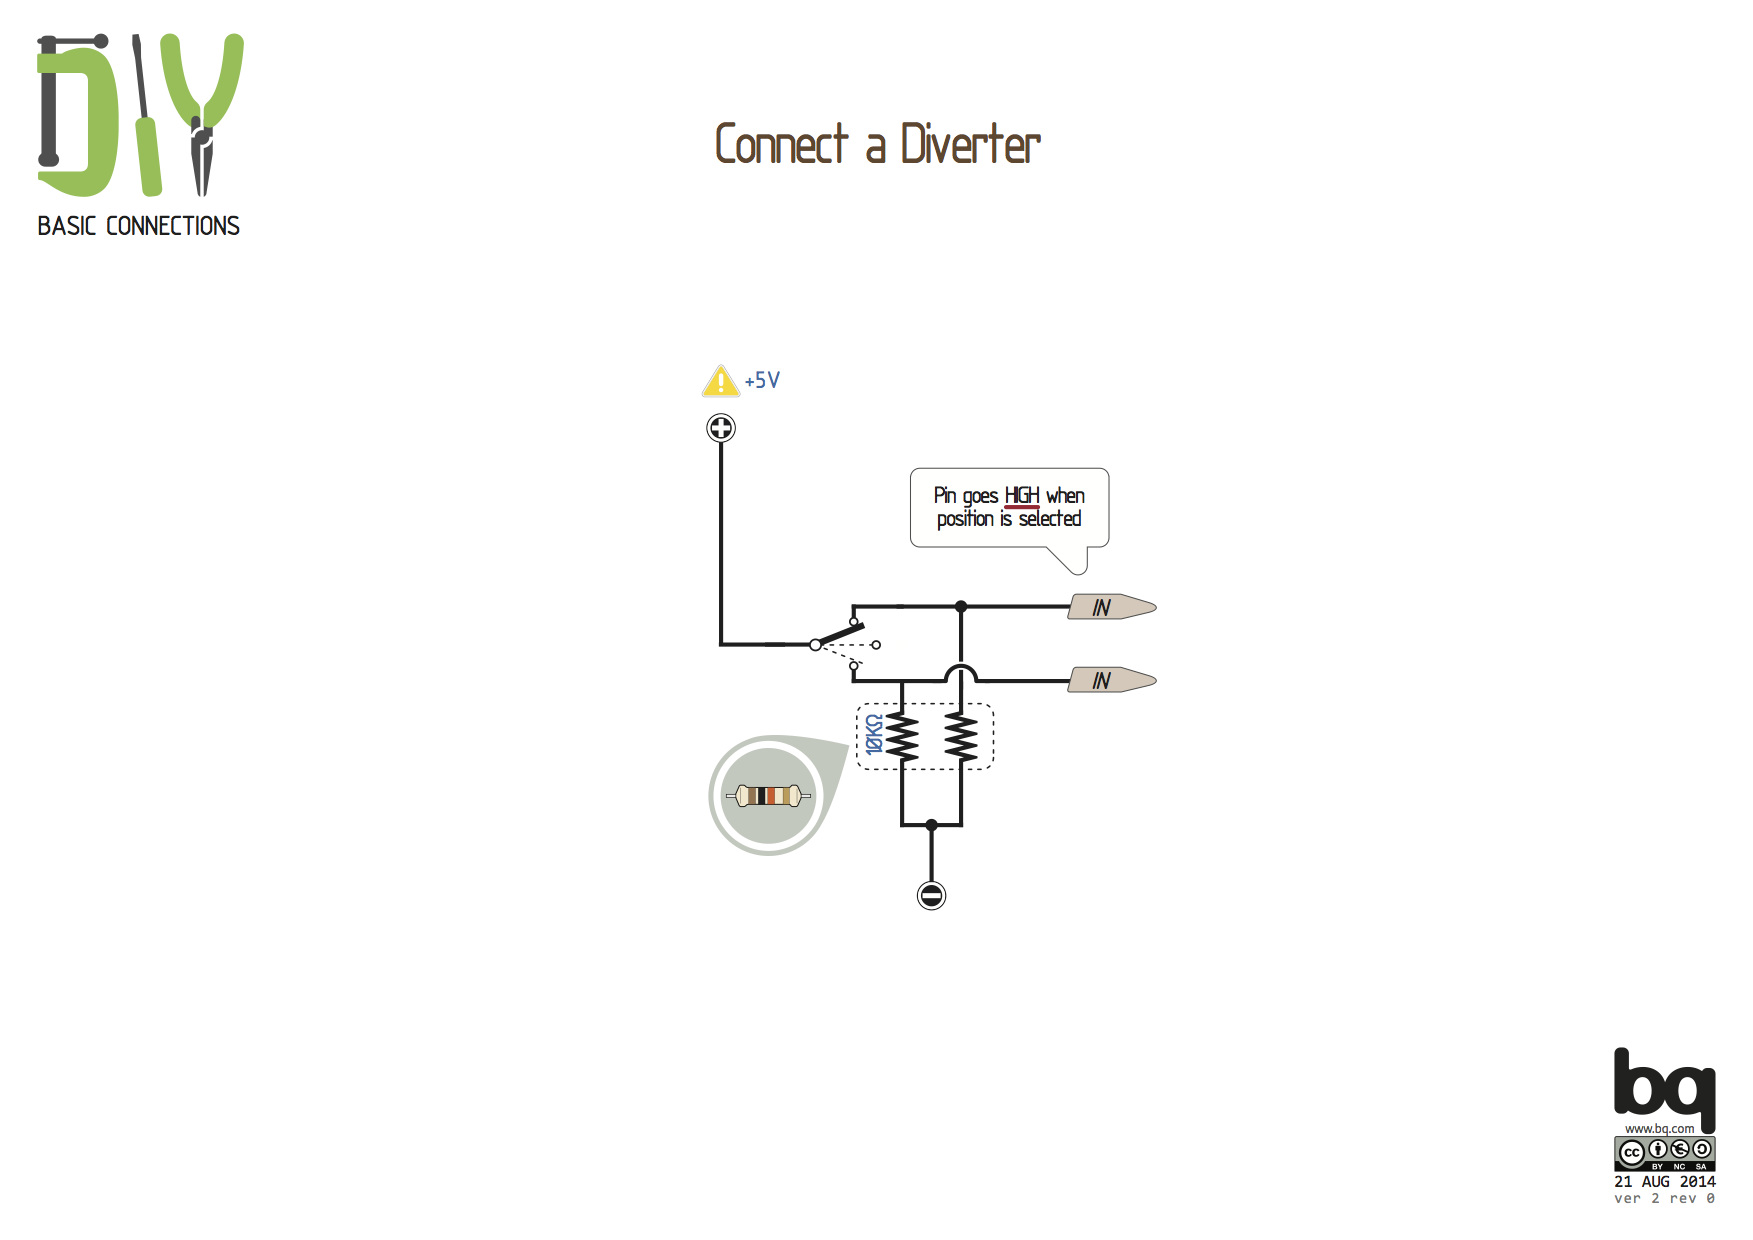 DIY
BASIC CONNECTIONS
Connect a Diverter
+5V
Pin goes HIGH when
position is selected
IN
IN
10KΩ
bq
www.bq.com
cc
BY NC SA
21 AUG 2014
ver 2 rev 0